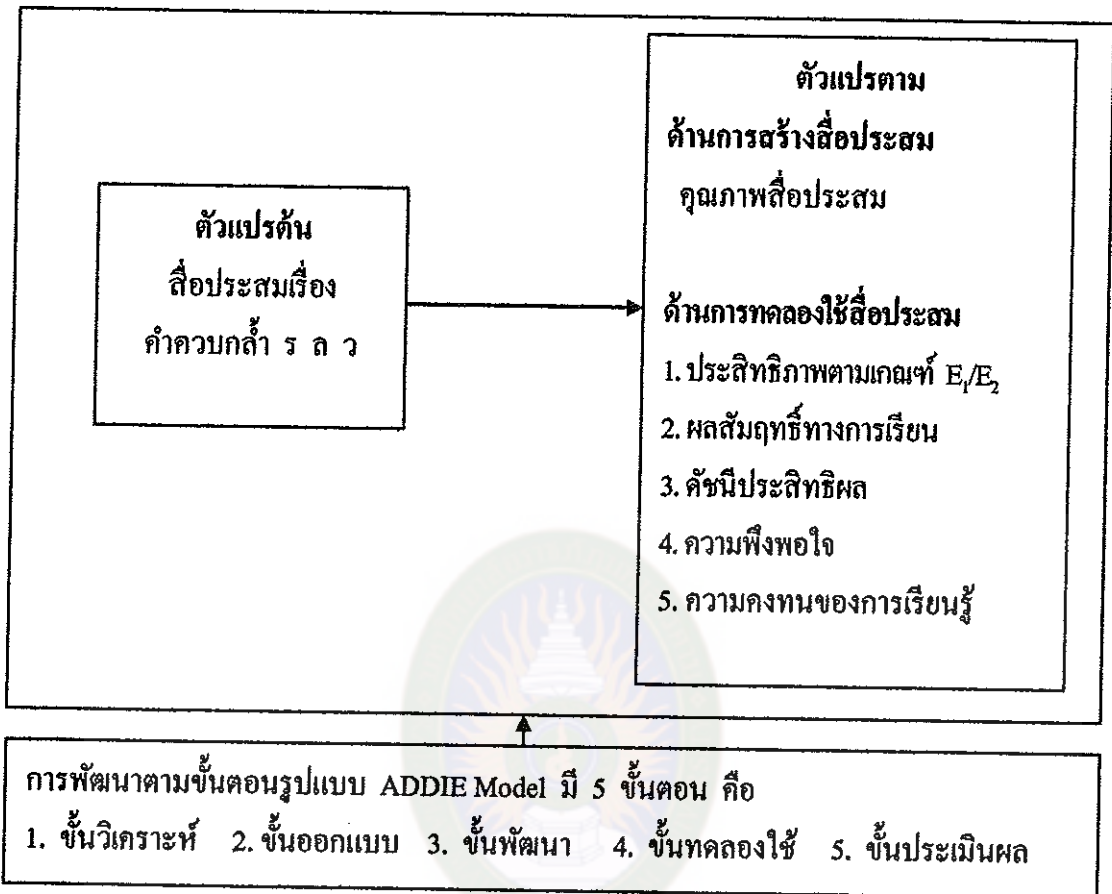 ตัวแปรต้น
สื่อประสมเรื่อง
คำควบกล้ำ ร ล ว
ตัวแปรตาม
ด้านการสร้างสื่อประสม
คุณภาพสื่อประสม
ด้านการทดลองใช้สื่อประสม
1. ประสิทธิภาพตามเกณฑ์ E₁/E₂
2. ผลสัมฤทธิ์ทางการเรียน
3. ดัชนีประสิทธิผล
4. ความพึงพอใจ
5. ความคงทนของการเรียนรู้
การพัฒนาตามขั้นตอนรูปแบบ ADDIE Model มี 5 ขั้นตอน คือ
1. ขั้นวิเคราะห์ 2. ขั้นออกแบบ 3. ขั้นพัฒนา 4. ขั้นทดลองใช้ 5. ขั้นประเมินผล